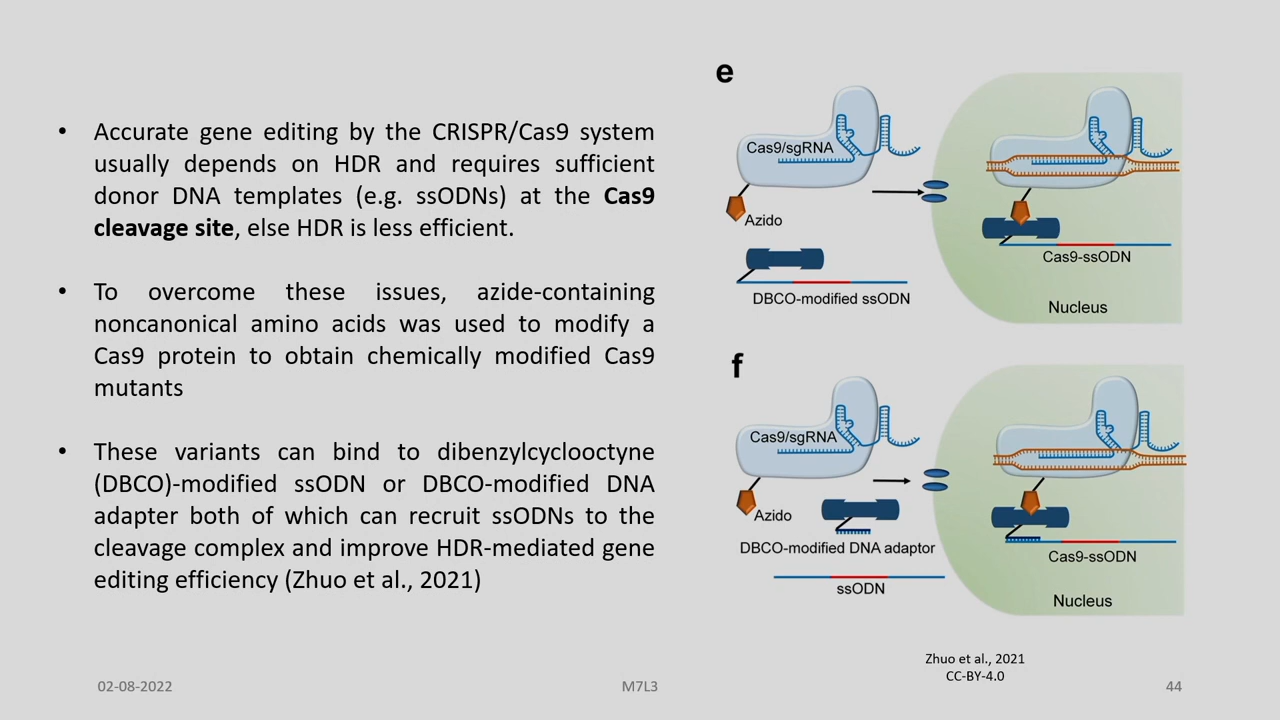 • Accurate gene editing by the CRISPR/Cas9 system
usually depends on HDR and requires sufficient
donor DNA templates (e.g. ssODNs) at the Cas9
cleavage site, else HDR is less efficient.
• To overcome these issues, azide-containing
noncanonical amino acids was used to modify a
Cas9 protein to obtain chemically modified Cas9
mutants
• These variants can bind to dibenzylcyclooctyne
(DBCO)-modified ssODN or DBCO-modified DNA
adapter both of which can recruit ssODNs to the
cleavage complex and improve HDR-mediated gene
editing efficiency (Zhuo et al., 2021)
e
Cas9/sgRNA
Azido
DBCO-modified ssODN
Cas9-ssODN
Nucleus
f
Cas9/sgRNA
Azido
DBCO-modified DNA adaptor
ssODN
Cas9-ssODN
Nucleus
Zhuo et al., 2021
CC-BY-4.0
02-08-2022
M7L3
44